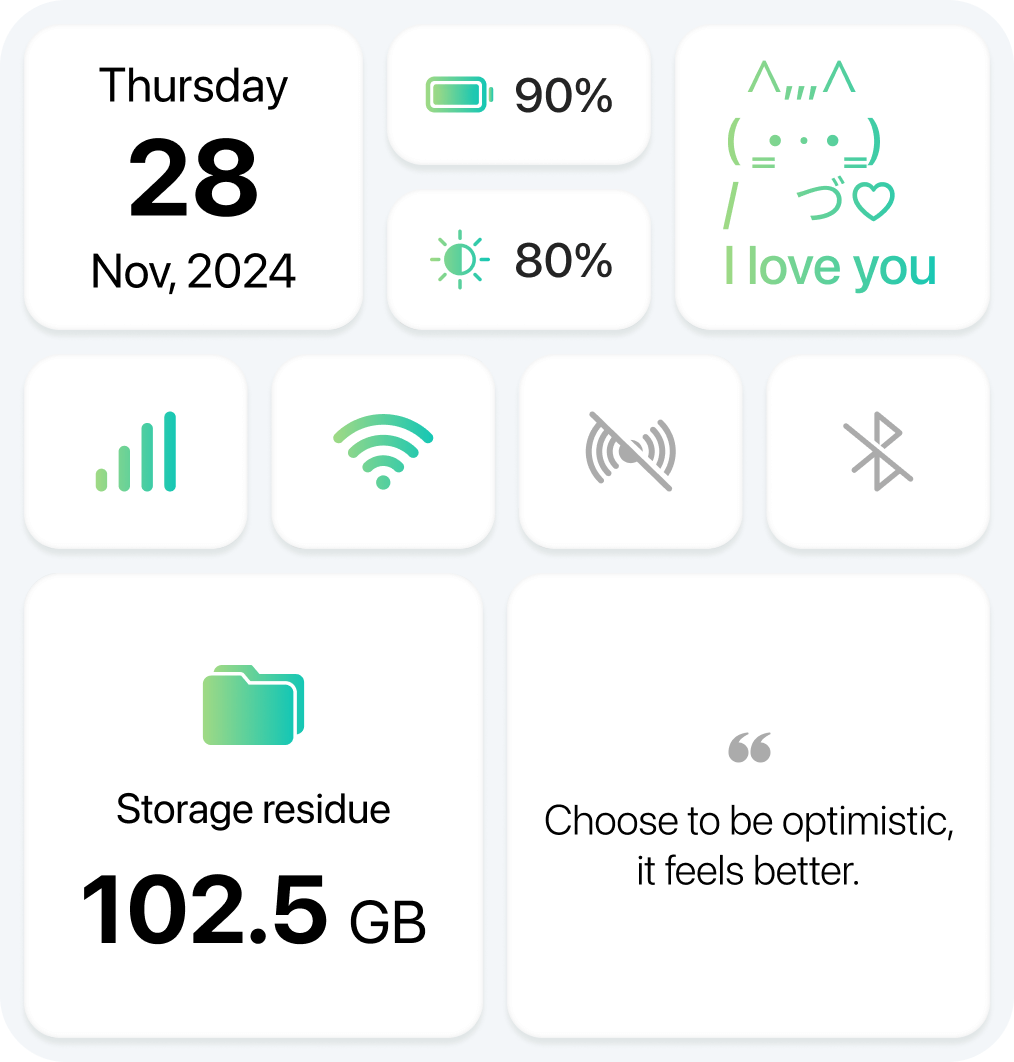 Thursday
28
Nov, 2024
90%
80%
^,,,^
( ̳• · • ̳)
/ づ♡
I love you
Storage residue
102.5 GB
“
Choose to be optimistic,
it feels better.